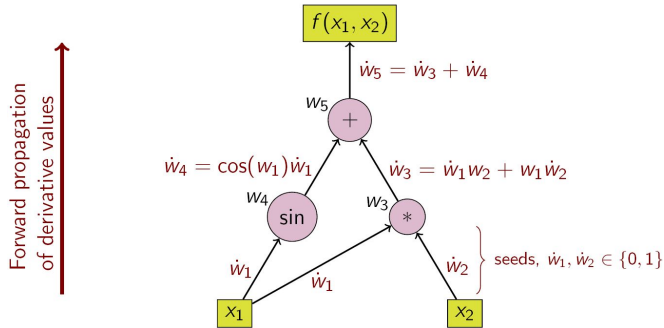 f(x₁, x₂)
ẇ₅ = ẇ₃ + ẇ₄
w₅
+
ẇ₄ = cos(w₁)ẇ₁
ẇ₃ = ẇ₁w₂ + w₁ẇ₂
w₄
sin
w₃
*
ẇ₁
ẇ₁
ẇ₂
seeds, ẇ₁, ẇ₂ ∈ {0, 1}
x₁
x₂
Forward propagation
of derivative values